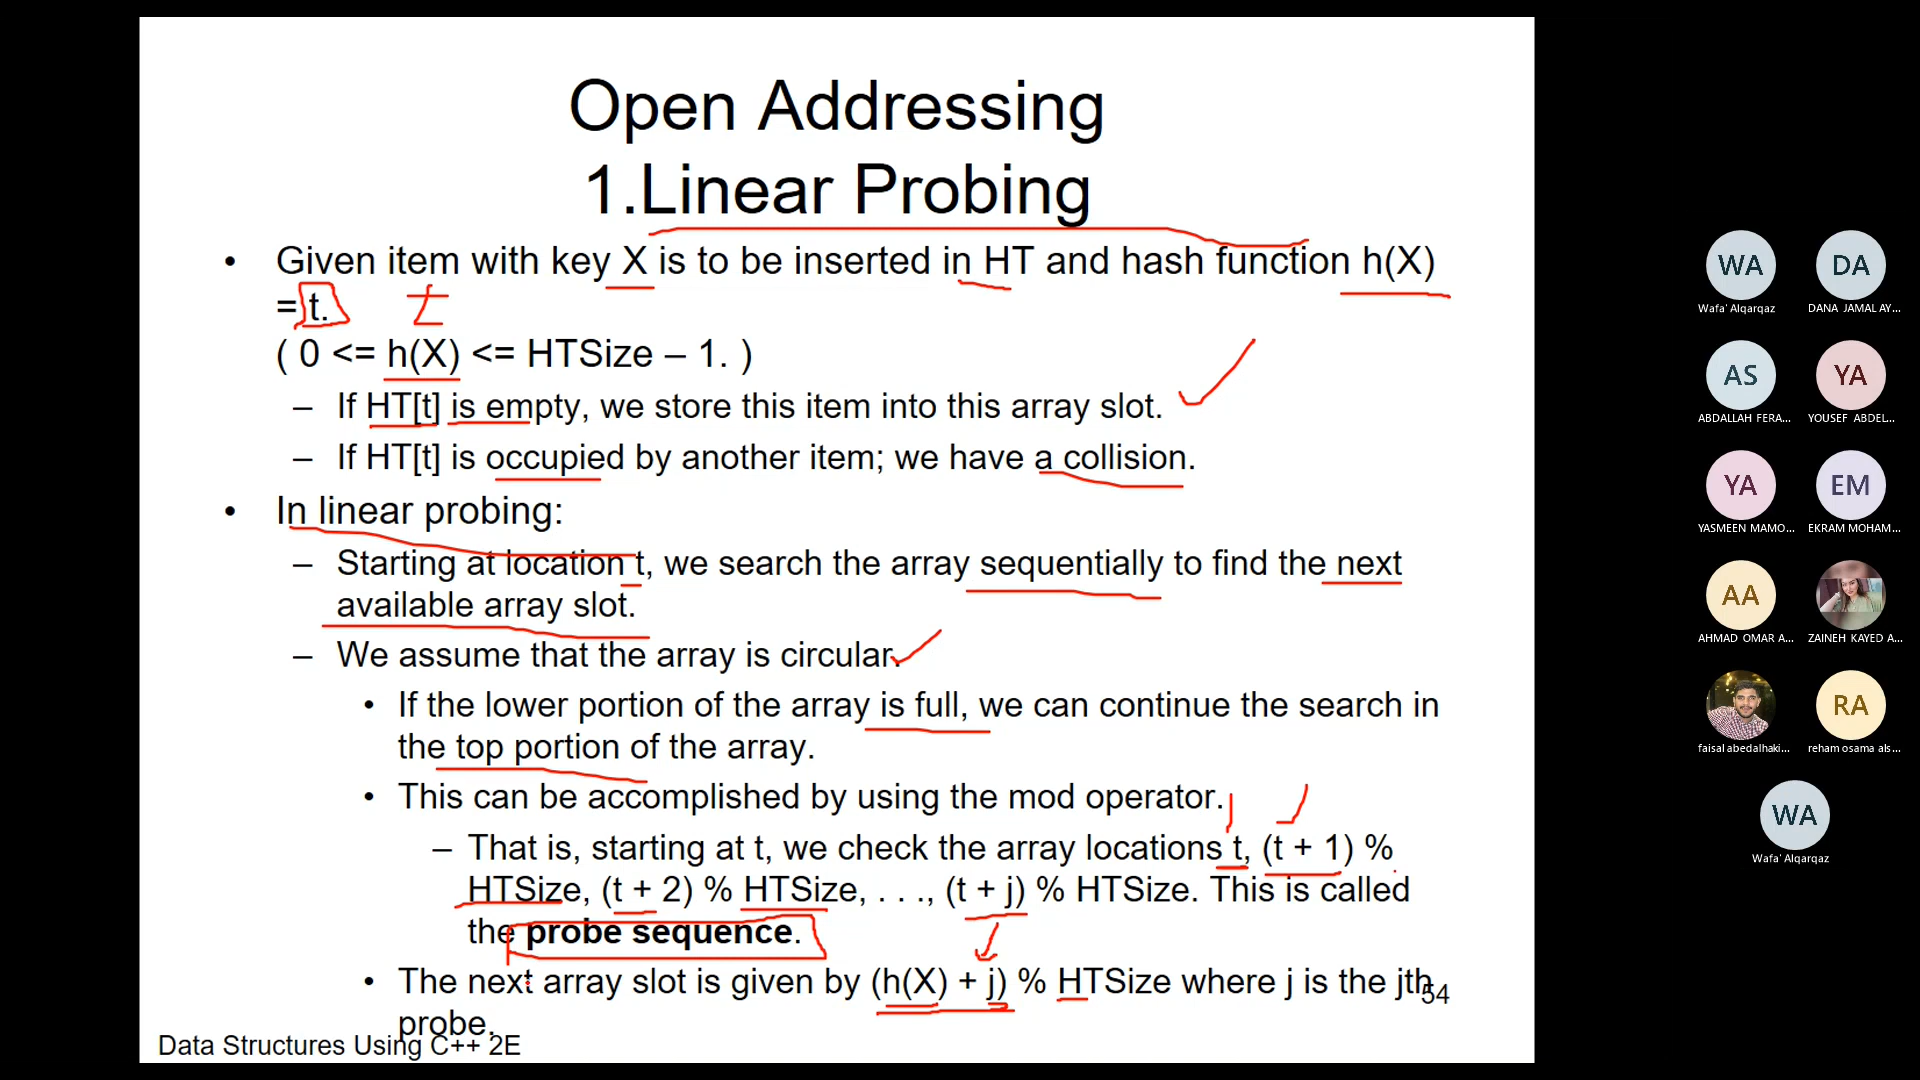 Open Addressing
1.Linear Probing
• Given item with key X is to be inserted in HT and hash function h(X)
= t.
t
( 0 <= h(X) <= HTSize – 1. )
– If HT[t] is empty, we store this item into this array slot.
– If HT[t] is occupied by another item; we have a collision.
• In linear probing:
– Starting at location t, we search the array sequentially to find the next
available array slot.
– We assume that the array is circular.
• If the lower portion of the array is full, we can continue the search in
the top portion of the array.
• This can be accomplished by using the mod operator.
– That is, starting at t, we check the array locations t, (t + 1) %
HTSize, (t + 2) % HTSize, . . ., (t + j) % HTSize. This is called
the probe sequence.
• The next array slot is given by (h(X) + j) % HTSize where j is the jth
probe.
54
Data Structures Using C++ 2E
WA
Wafa' Alqarqaz
DA
DANA JAMAL AY...
AS
ABDALLAH FERA...
YA
YOUSEF ABDEL...
YA
YASMEEN MAMO...
EM
EKRAM MOHAM...
AA
AHMAD OMAR A...
ZAINEH KAYED A...
faisal abedalhaki...
RA
reham osama als...
WA
Wafa' Alqarqaz